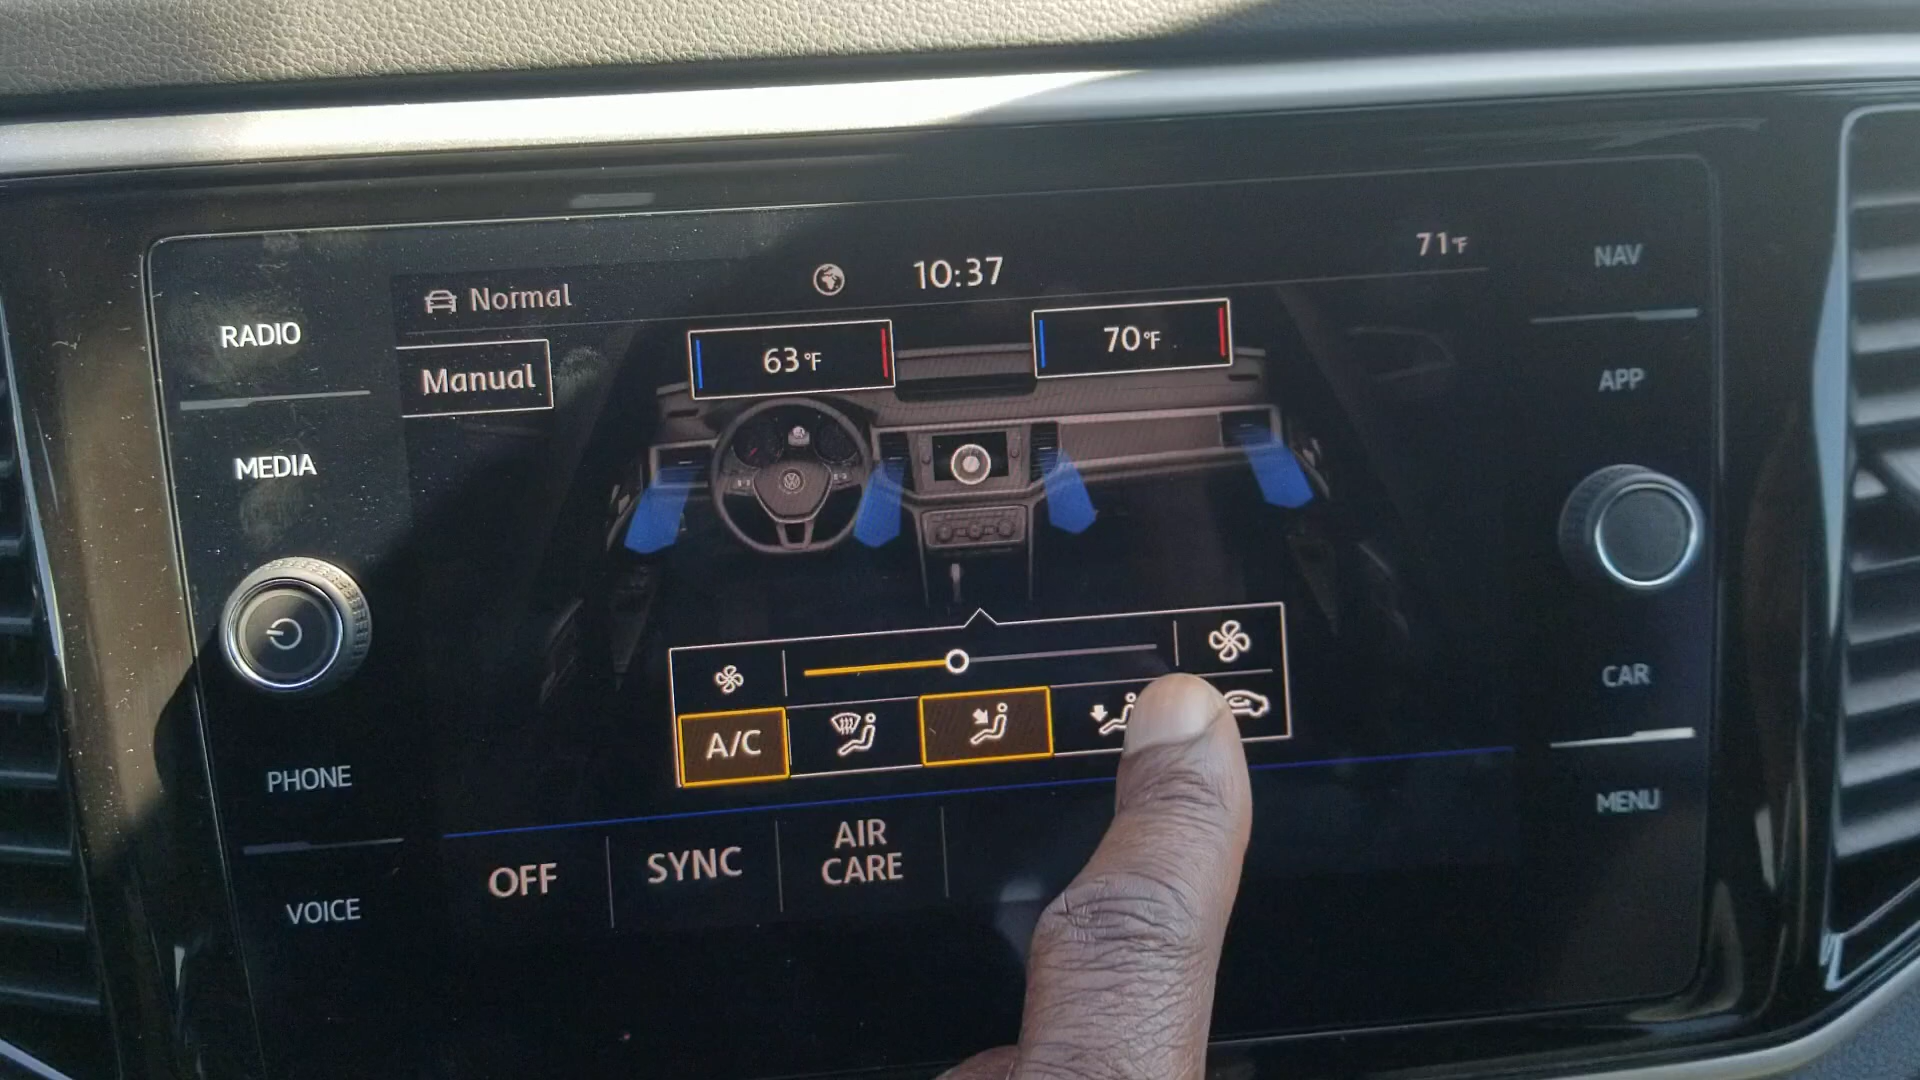 10:37
71°F
Normal
Manual
63°F
70°F
RADIO
MEDIA
PHONE
VOICE
NAV
APP
CAR
MENU
A/C
OFF
SYNC
AIR
CARE